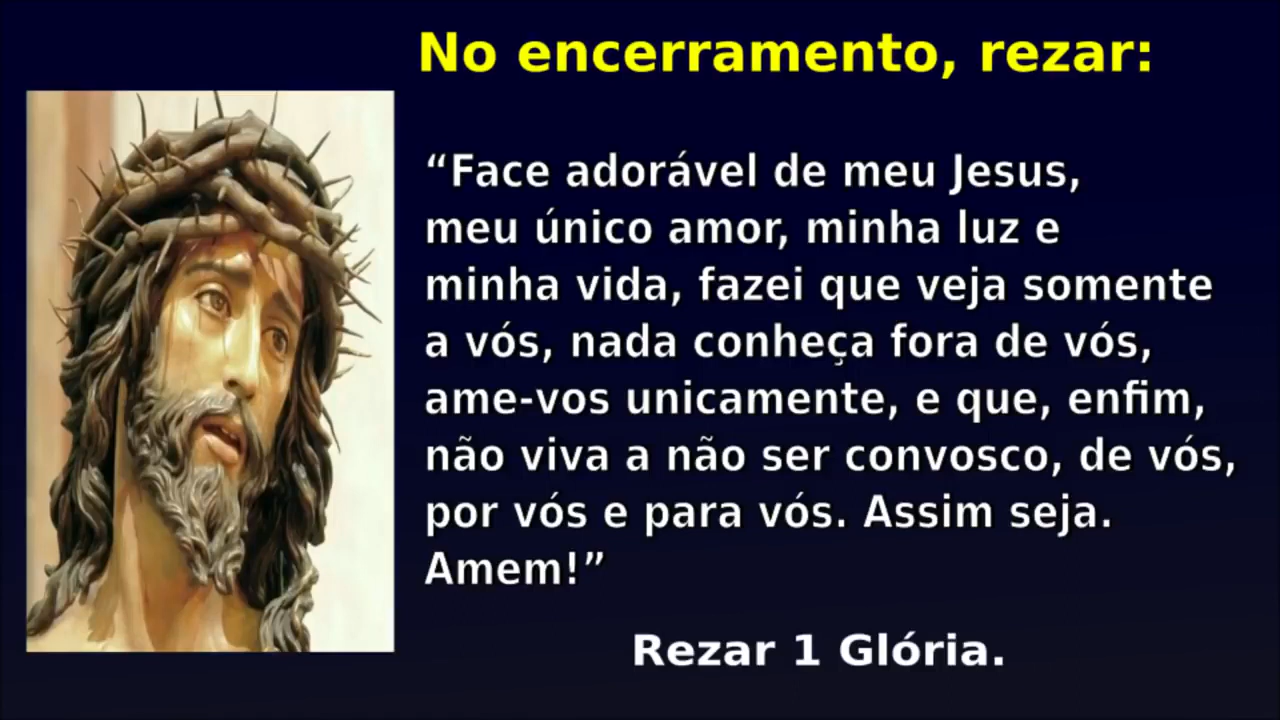 No encerramento, rezar:
“Face adorável de meu Jesus,
meu único amor, minha luz e
minha vida, fazei que veja somente
a vós, nada conheça fora de vós,
ame-vos unicamente, e que, enfim,
não viva a não ser convosco, de vós,
por vós e para vós. Assim seja.
Amem!”
Rezar 1 Glória.